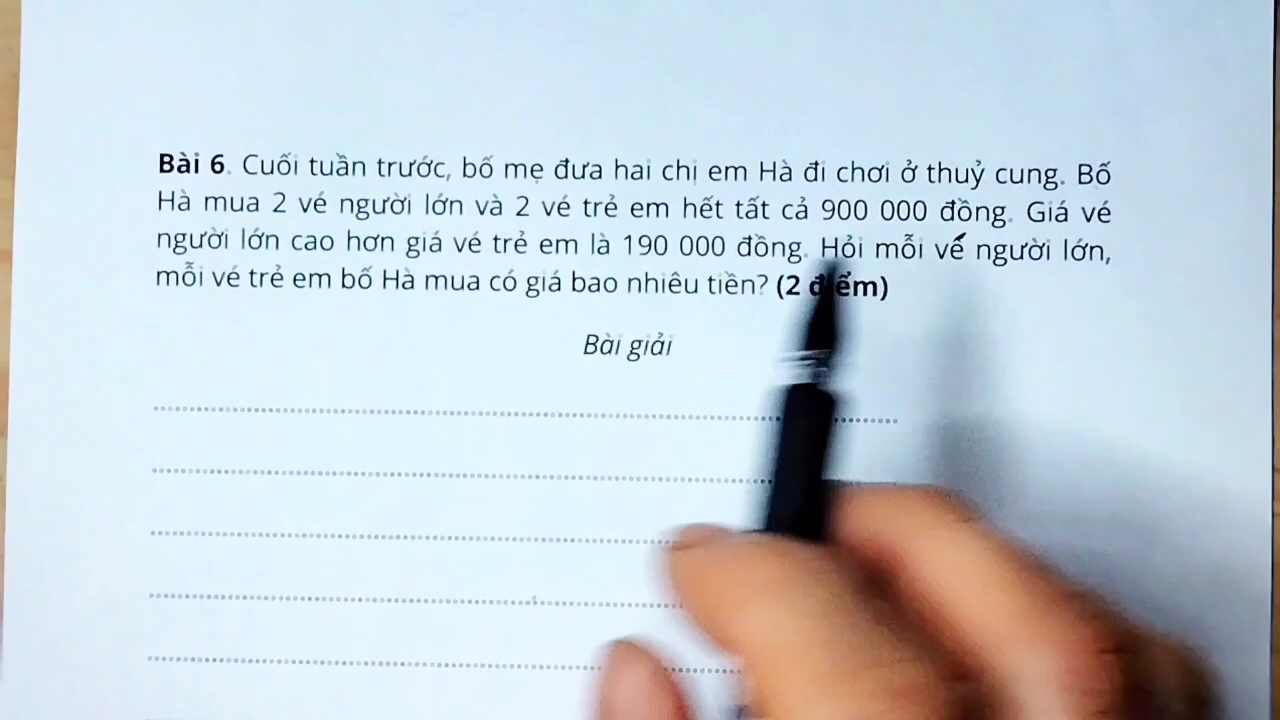 Bài 6. Cuối tuần trước, bố mẹ đưa hai chị em Hà đi chơi ở thuỷ cung. Bố
Hà mua 2 vé người lớn và 2 vé trẻ em hết tất cả 900 000 đồng. Giá vé
người lớn cao hơn giá vé trẻ em là 190 000 đồng. Hỏi mỗi vé người lớn,
mỗi vé trẻ em bố Hà mua có giá bao nhiêu tiền? (2 điểm)
Bài giải